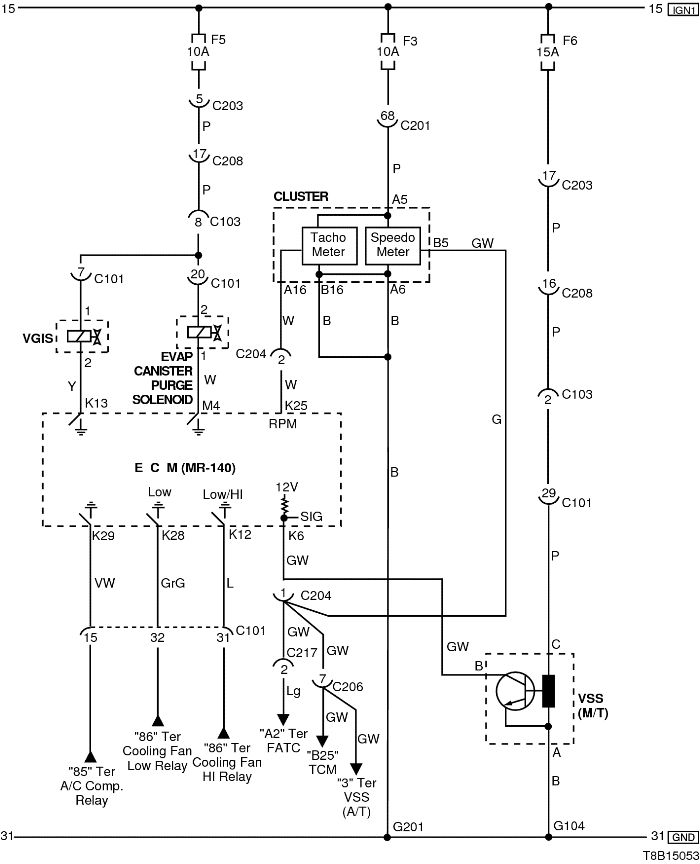 15
15 IGN1
F5
10A
F3
10A
F6
15A
5
C203
P
17
C208
P
8 C103
68
C201
P
17
C203
P
16
C208
P
2
C103
29
C101
P
CLUSTER
A5
Tacho
Meter
Speedo
Meter
B5 GW
A16 B16 A6
W B B
7
C101
20
C101
1
2
VGIS
2
1
EVAP
CANISTER
PURGE
SOLENOID
Y
W
C204
2
W
K13
M4
K25
RPM
G
E C M (MR-140)
Low
Low/HI
12V
SIG
B
K29
K28
K12
K6
GW
VW
GrG
L
1
C204
15
32
31
C101
GW
GW
C217
2
Lg
7
C206
GW
GW
GW
B
C
VSS
(M/T)
A
B
"85" Ter
A/C Comp.
Relay
"86" Ter
Cooling Fan
Low Relay
"86" Ter
Cooling Fan
HI Relay
"A2" Ter
FATC
"B25"
TCM
"3" Ter
VSS
(A/T)
G201
G104
31
31 GND
T8B15053